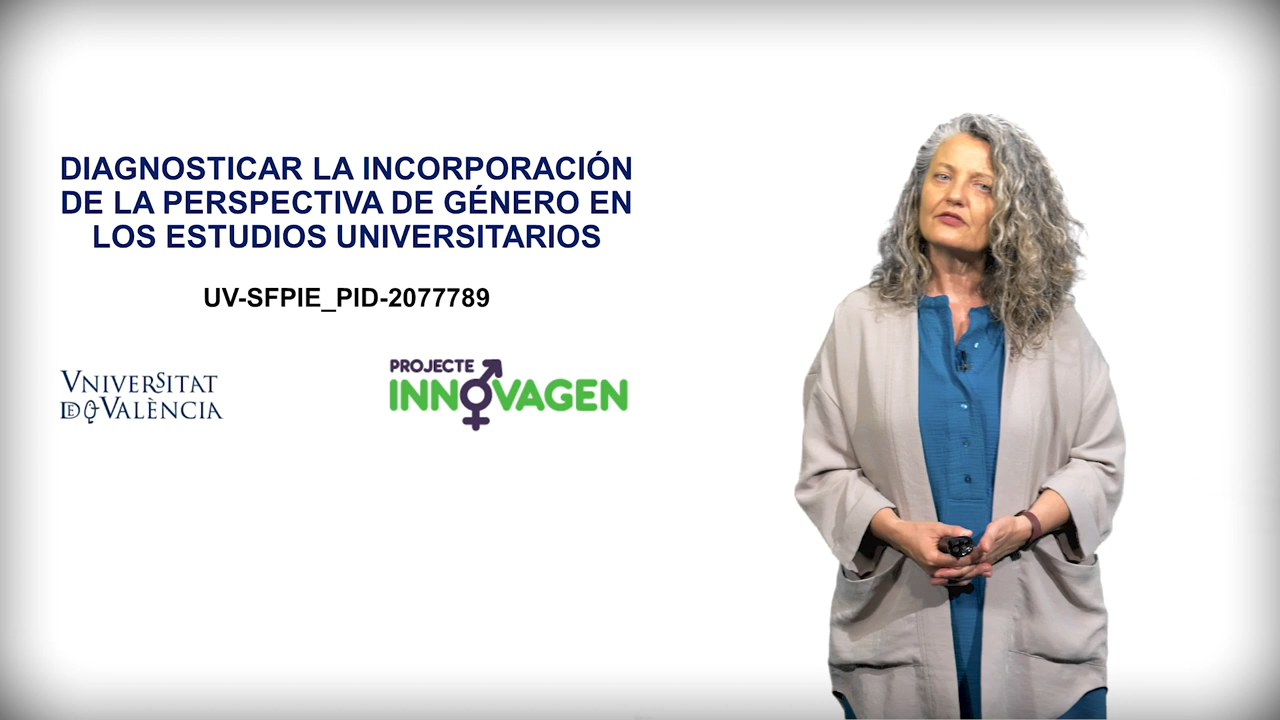 DIAGNOSTICAR LA INCORPORACIÓN
DE LA PERSPECTIVA DE GÉNERO EN
LOS ESTUDIOS UNIVERSITARIOS
UV-SFPIE_PID-2077789
VNIVERSITAT
DE VALÈNCIA
PROJECTE
INNOVAGEN